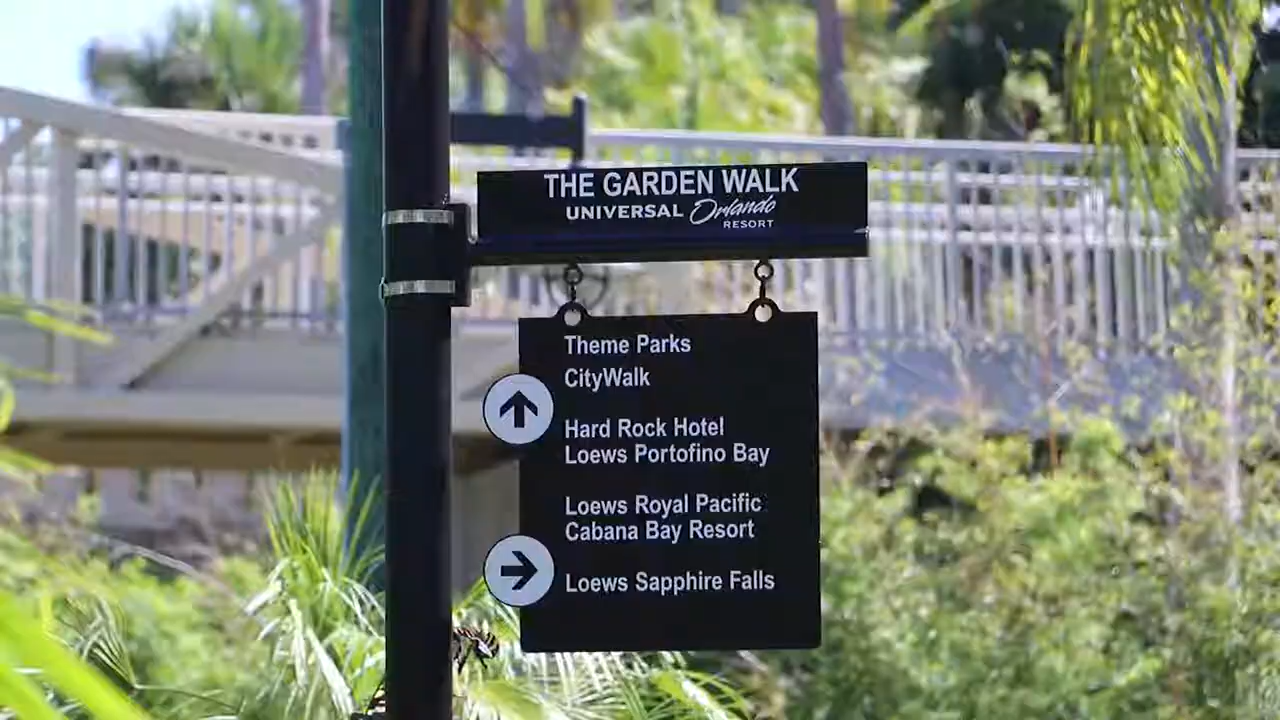 THE GARDEN WALK
UNIVERSAL Orlando
RESORT
Theme Parks
CityWalk
Hard Rock Hotel
Loews Portofino Bay
Loews Royal Pacific
Cabana Bay Resort
Loews Sapphire Falls